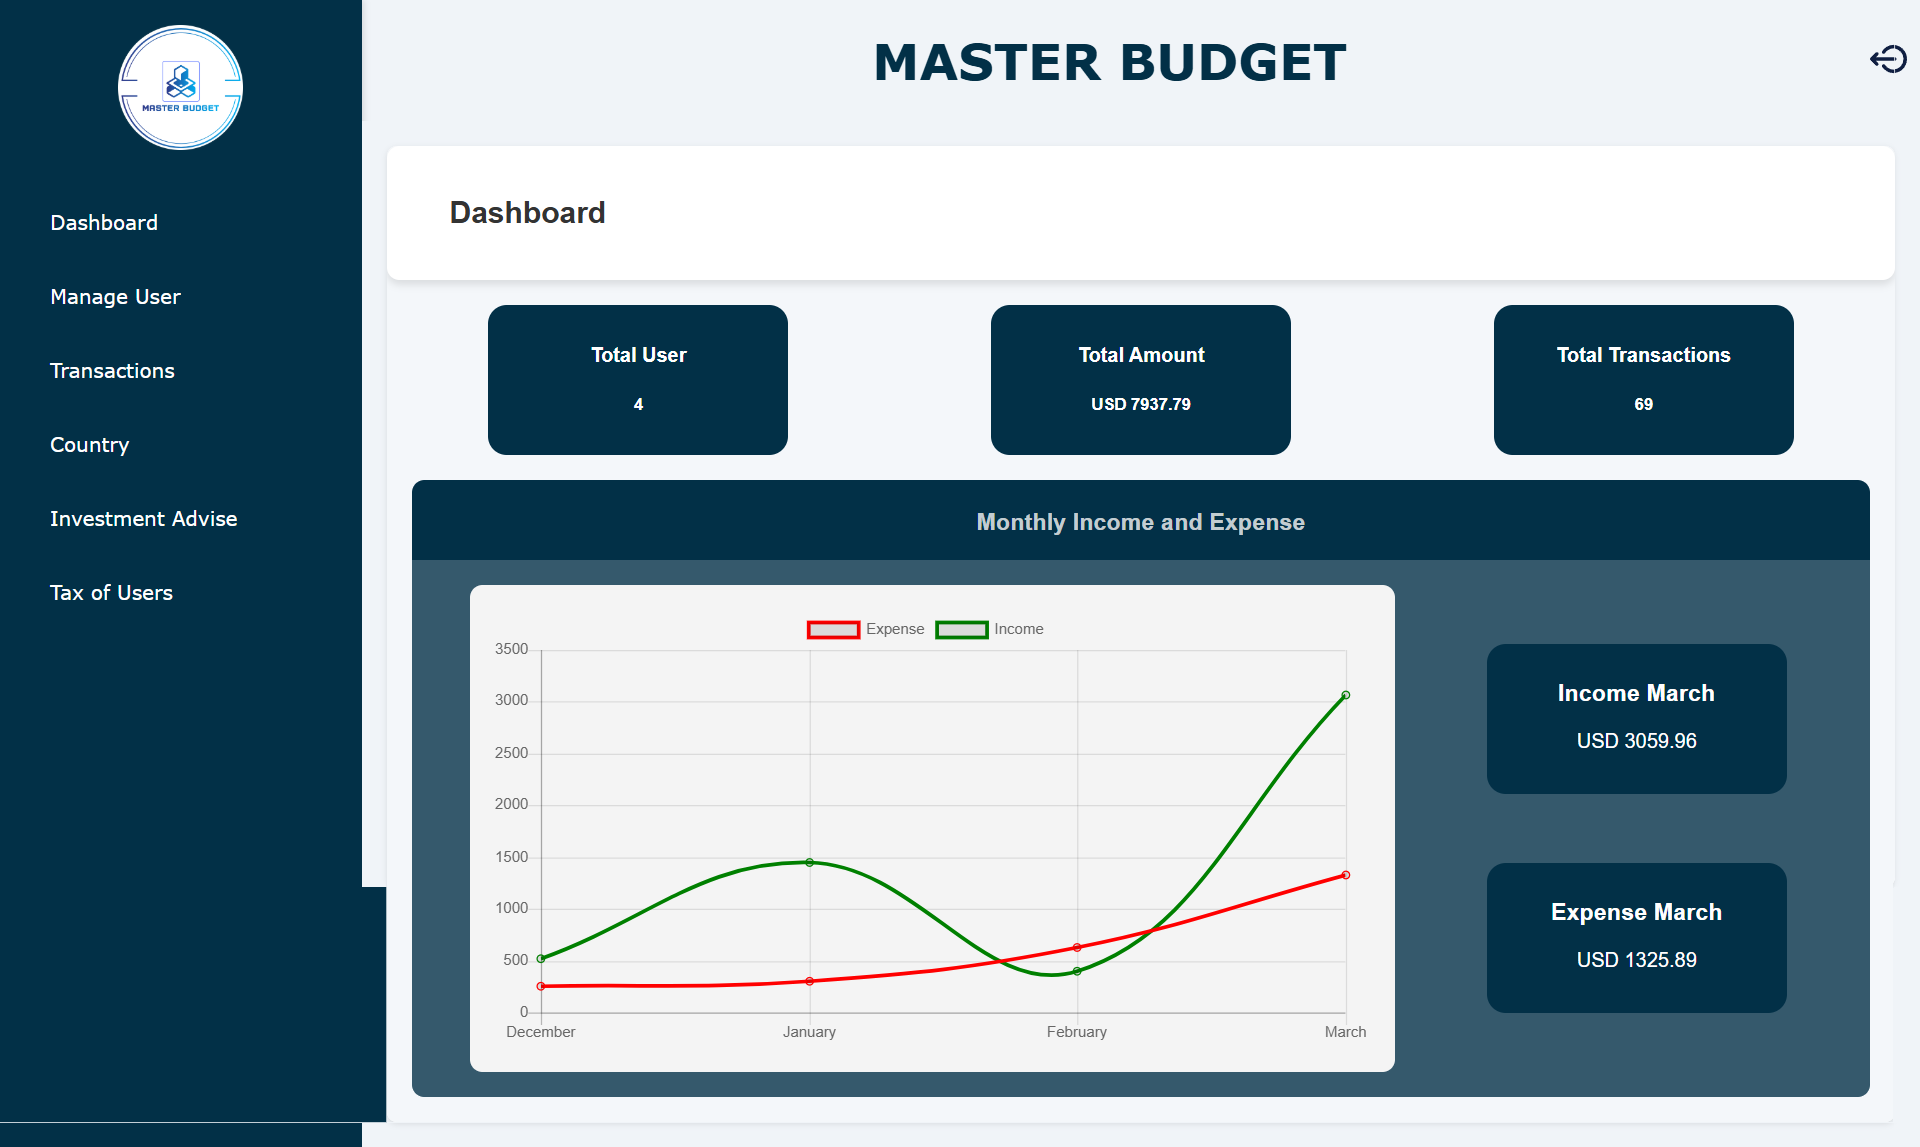 MASTER BUDGET
MASTER BUDGET
Dashboard
Manage User
Transactions
Country
Investment Advise
Tax of Users
Dashboard
Total User
4
Total Amount
USD 7937.79
Total Transactions
69
Monthly Income and Expense
Expense Income
3500
3000
2500
2000
1500
1000
500
0
December January February March
Income March
USD 3059.96
Expense March
USD 1325.89